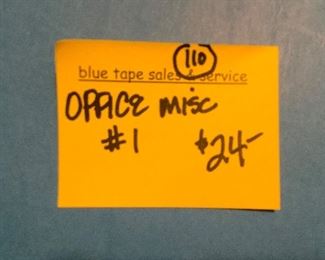 110
blue tape sales & service
OFFICE misc
#1 $24-